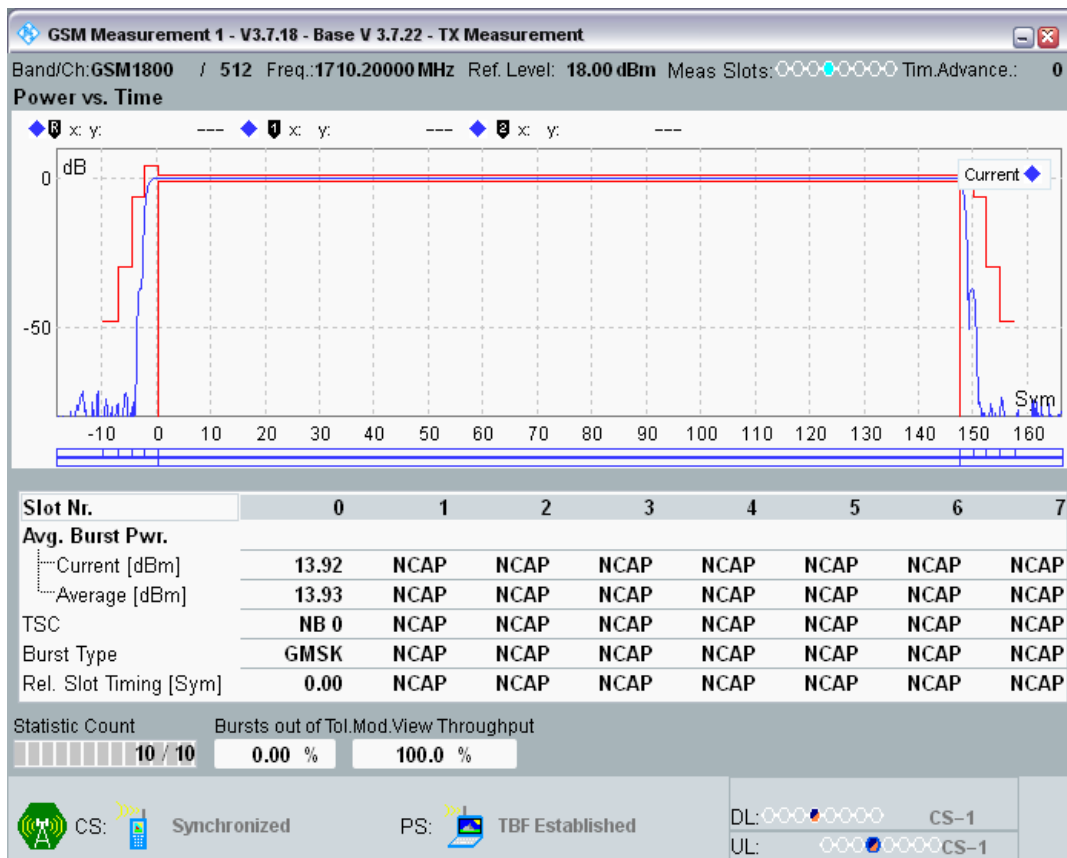 GSM Measurement 1 - V3.7.18 - Base V 3.7.22 - TX Measurement
Band/Ch:GSM1800 / 512 Freq.:1710.20000 MHz Ref. Level: 18.00 dBm Meas Slots: Tim.Advance.: 0
Power vs. Time
R x: y: --- 1 x: y: --- 2 x: y: ---
dB
0
Current
-50
Sym
-10 0 10 20 30 40 50 60 70 80 90 100 110 120 130 140 150 160
Slot Nr. 0 1 2 3 4 5 6 7
Avg. Burst Pwr.
Current [dBm] 13.92 NCAP NCAP NCAP NCAP NCAP NCAP NCAP
Average [dBm] 13.93 NCAP NCAP NCAP NCAP NCAP NCAP NCAP
TSC NB 0 NCAP NCAP NCAP NCAP NCAP NCAP NCAP
Burst Type GMSK NCAP NCAP NCAP NCAP NCAP NCAP NCAP
Rel. Slot Timing [Sym] 0.00 NCAP NCAP NCAP NCAP NCAP NCAP NCAP
Statistic Count Bursts out of Tol.Mod.View Throughput
10 / 10 0.00 % 100.0 %
CS: Synchronized PS: TBF Established
DL: CS-1
UL: CS-1